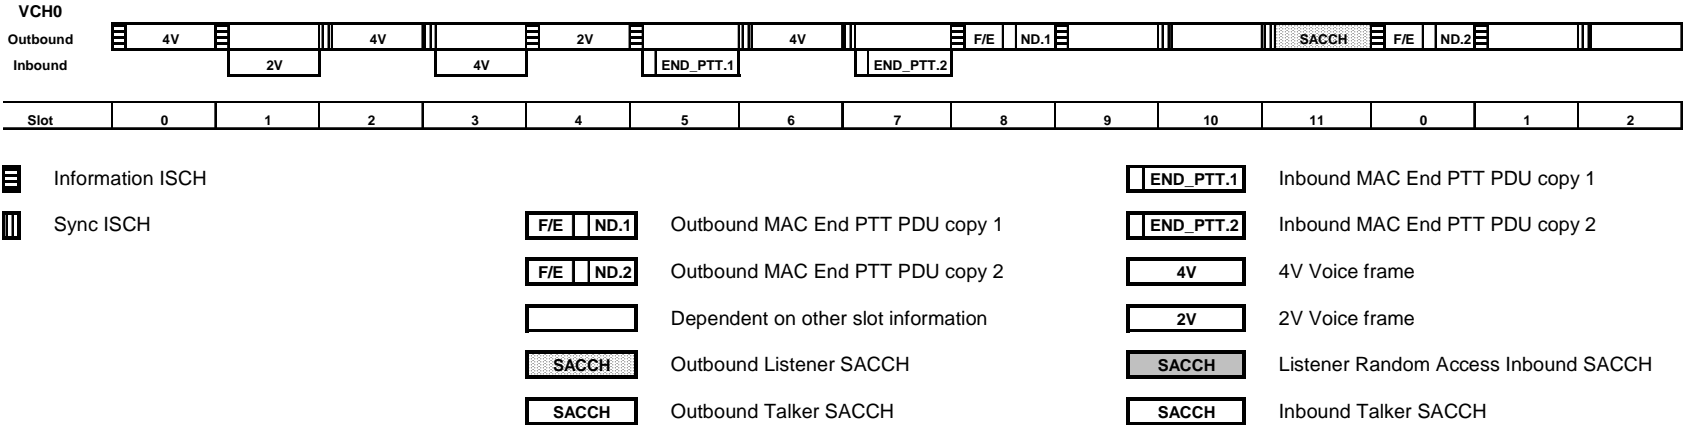 VCH0
Outbound 4V 4V 2V 4V F/E ND.1 SACCH F/E ND.2
Inbound 2V 4V END_PTT.1 END_PTT.2
Slot 0 1 2 3 4 5 6 7 8 9 10 11 0 1 2
Information ISCH END_PTT.1 Inbound MAC End PTT PDU copy 1
Sync ISCH F/E ND.1 Outbound MAC End PTT PDU copy 1 END_PTT.2 Inbound MAC End PTT PDU copy 2
F/E ND.2 Outbound MAC End PTT PDU copy 2 4V 4V Voice frame
Dependent on other slot information 2V 2V Voice frame
SACCH Outbound Listener SACCH SACCH Listener Random Access Inbound SACCH
SACCH Outbound Talker SACCH SACCH Inbound Talker SACCH